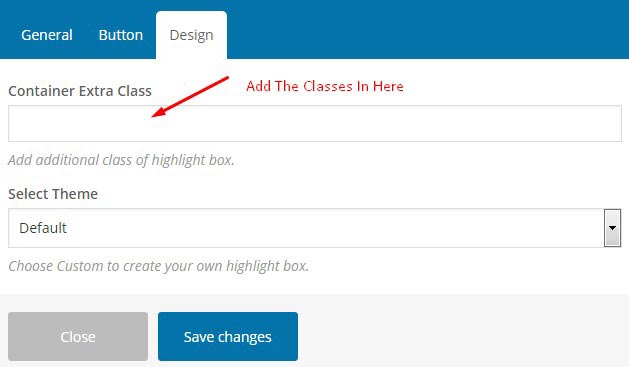 General Button Design
Container Extra Class
Add The Classes In Here
Add additional class of highlight box.
Select Theme
Default
Choose Custom to create your own highlight box.
Close Save changes